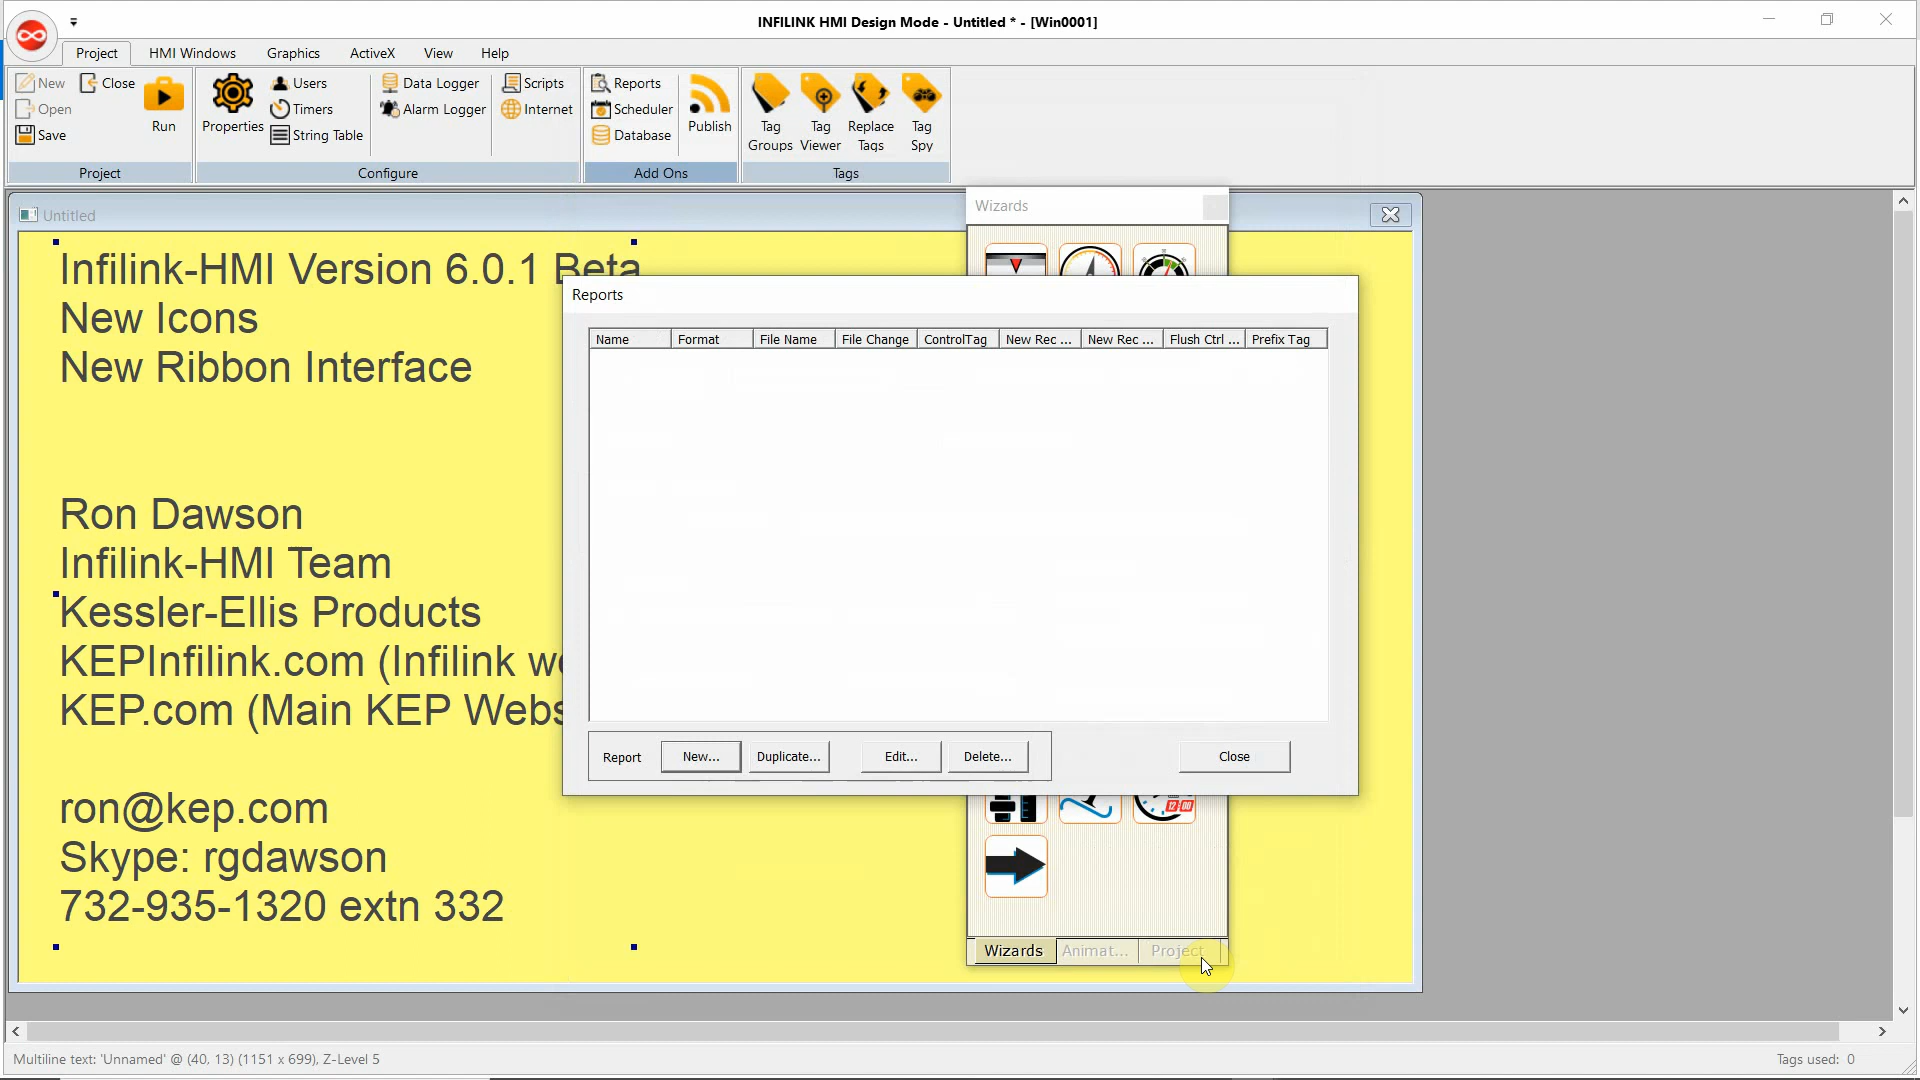 INFILINK HMI Design Mode - Untitled * - [Win0001]
Project
HMI Windows
Graphics
ActiveX
View
Help
New
Close
Open
Save
Run
Project
Properties
Users
Timers
String Table
Data Logger
Alarm Logger
Scripts
Internet
Configure
Reports
Scheduler
Database
Publish
Add Ons
Tag Groups
Tag Viewer
Replace Tags
Tag Spy
Tags
Untitled
Wizards
Infilink-HMI Version 6.0.1 Beta
New Icons
New Ribbon Interface
Ron Dawson
Infilink-HMI Team
Kessler-Ellis Products
KEPInfilink.com (Infilink
KEP.com (Main KEP
ron@kep.com
Skype: rgdawson
732-935-1320 extn 332
Reports
Name
Format
File Name
File Change
ControlTag
New Rec ...
New Rec ...
Flush Ctrl ...
Prefix Tag
Report
New...
Duplicate...
Edit...
Delete...
Close
12:00
Wizards
Animat...
Project
Multiline text: 'Unnamed' @ (40, 13) (1151 x 699), Z-Level 5
Tags used: 0